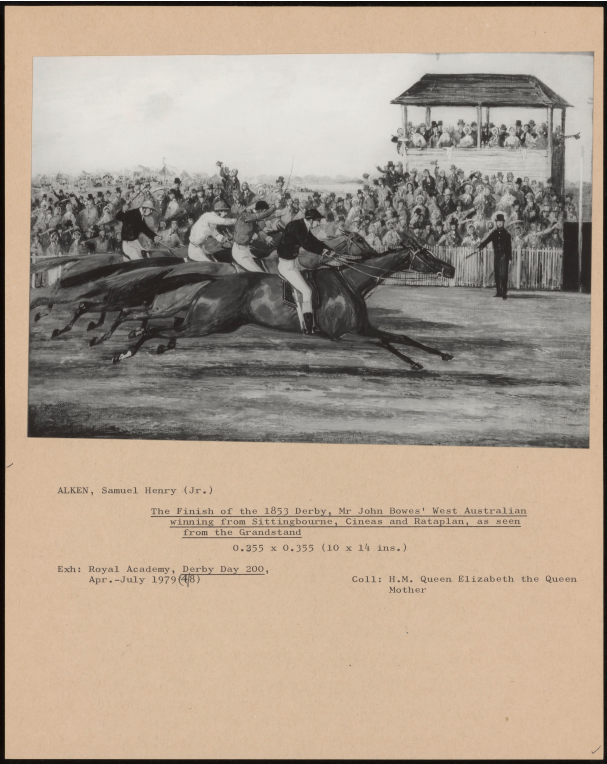 ALKEN, Samuel Henry (Jr.)
The Finish of the 1853 Derby, Mr John Bowes' West Australian
winning from Sittingbourne, Cineas and Rataplan, as seen
from the Grandstand
0.255 x 0.355 (10 x 14 ins.)
Exh: Royal Academy, Derby Day 200,
Apr.-July 1979(48)
Coll: H.M. Queen Elizabeth the Queen
Mother